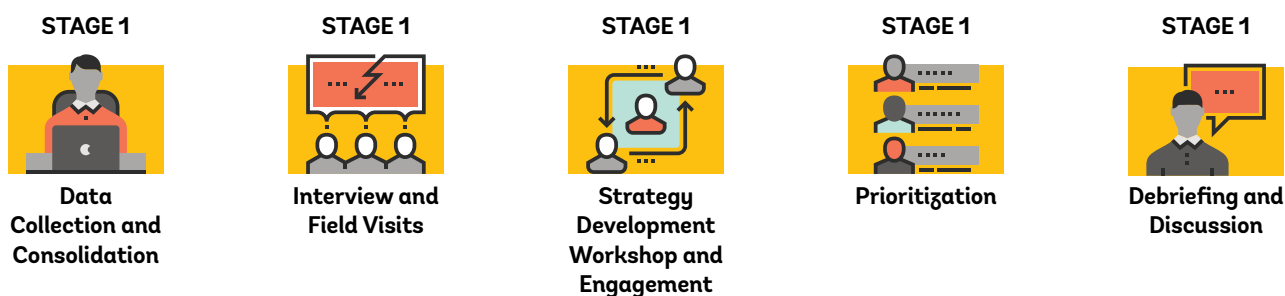 STAGE 1
Data
Collection and
Consolidation
STAGE 1
Interview and
Field Visits
STAGE 1
Strategy
Development
Workshop and
Engagement
STAGE 1
Prioritization
STAGE 1
Debriefing and
Discussion